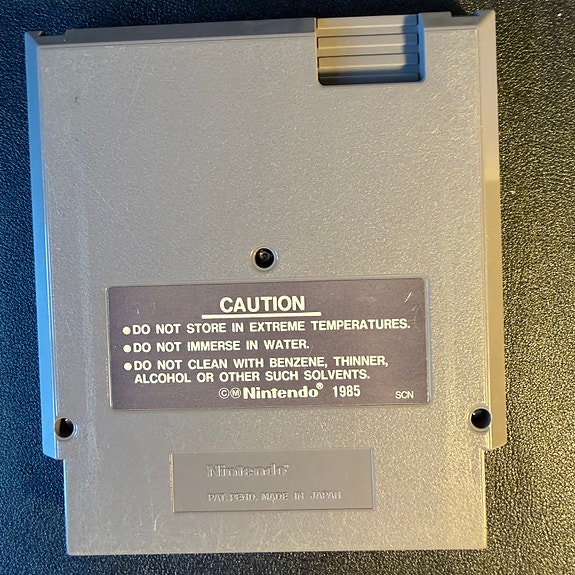 CAUTION
●DO NOT STORE IN EXTREME TEMPERATURES.
●DO NOT IMMERSE IN WATER.
●DO NOT CLEAN WITH BENZENE, THINNER,
ALCOHOL OR OTHER SUCH SOLVENTS.
©Ⓜ Nintendo® 1985 SCN
Nintendo®
PAT. PEND. MADE IN JAPAN